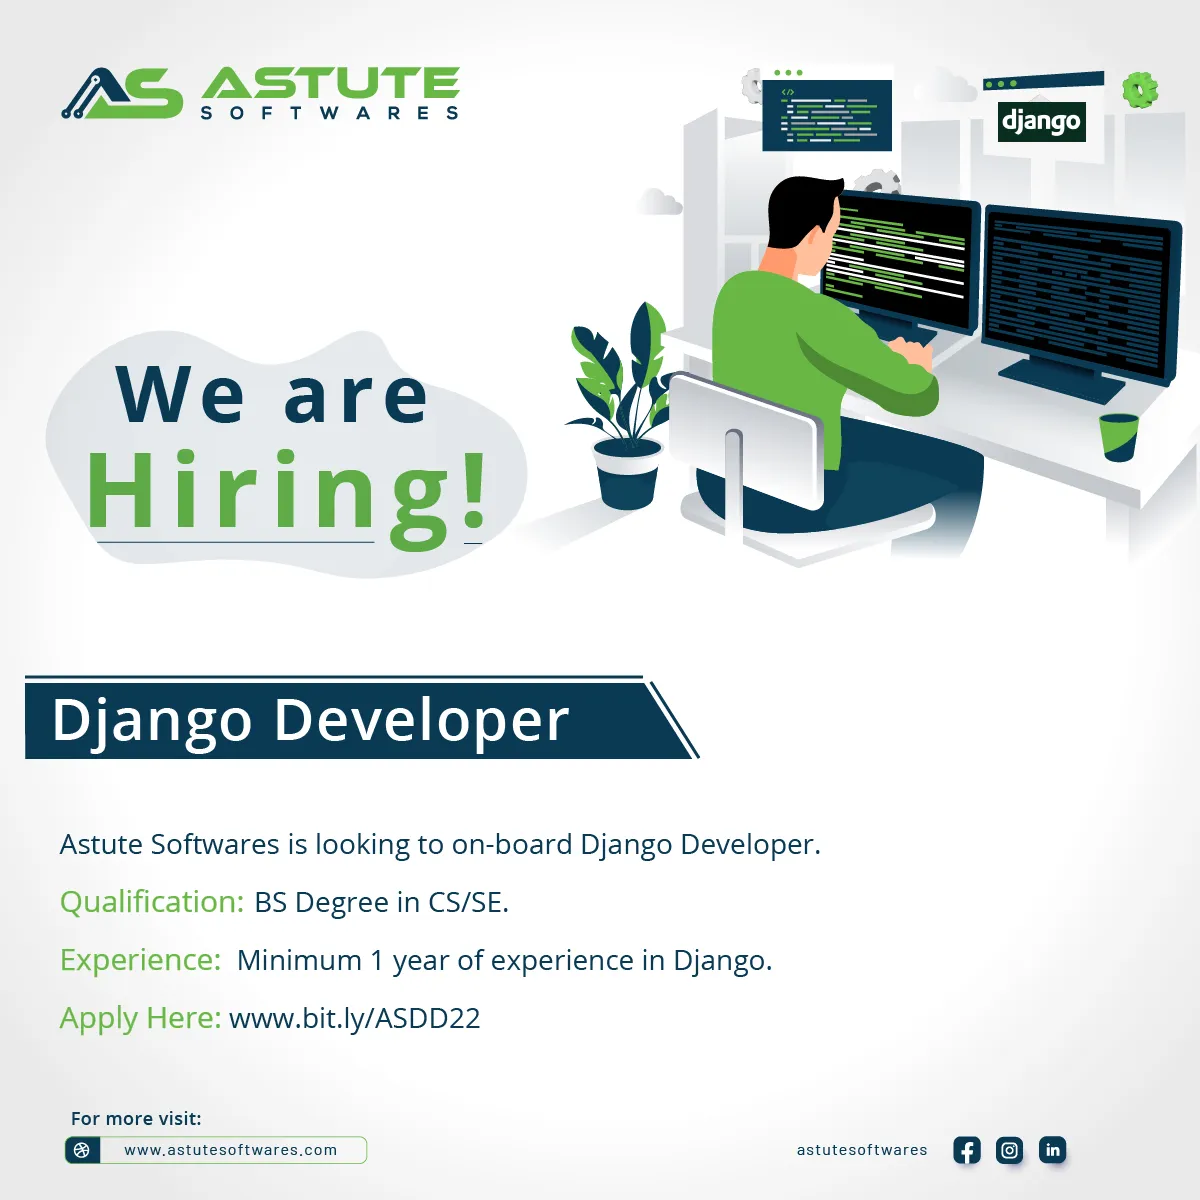 AS ASTUTE
SOFTWARES
django
We are
Hiring!
Django Developer
Astute Softwares is looking to on-board Django Developer.
Qualification: BS Degree in CS/SE.
Experience: Minimum 1 year of experience in Django.
Apply Here: www.bit.ly/ASDD22
For more visit:
www.astutesoftwares.com
astutesoftwares